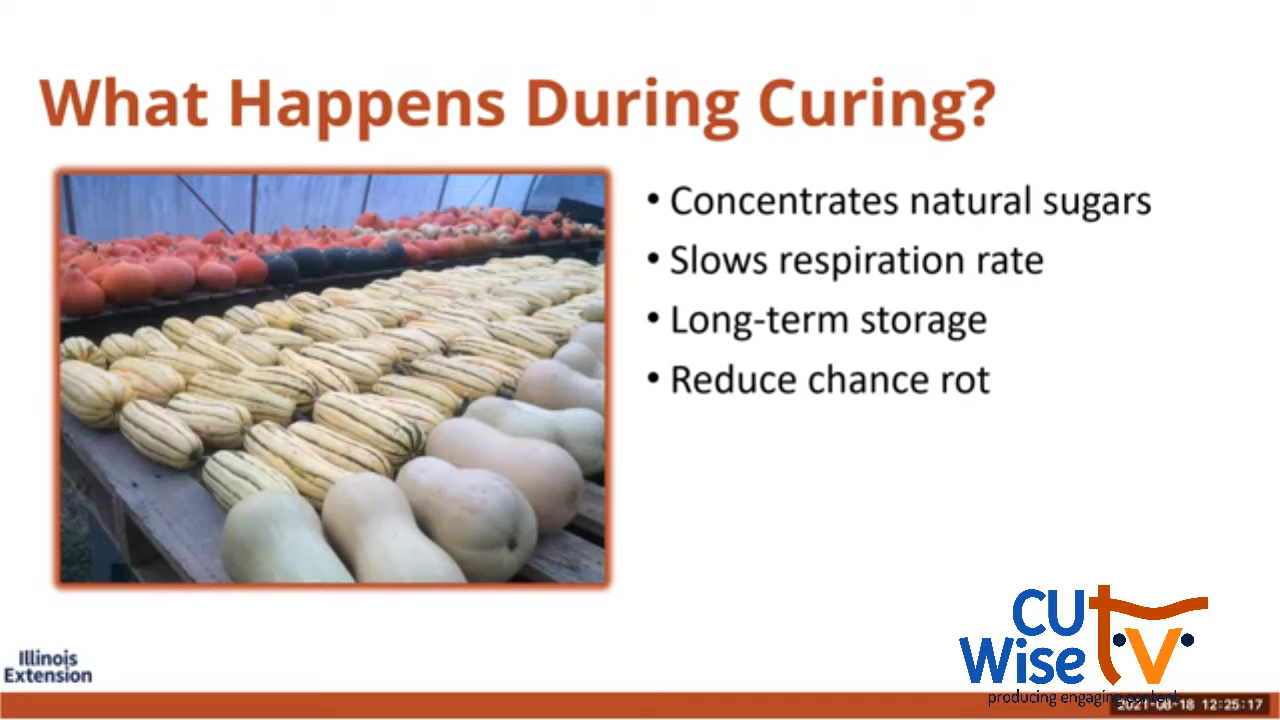 What Happens During Curing?
• Concentrates natural sugars
• Slows respiration rate
• Long-term storage
• Reduce chance rot
Illinois
Extension
CU
Wise tv
producing engaging content
2021-08-18 12:25:17